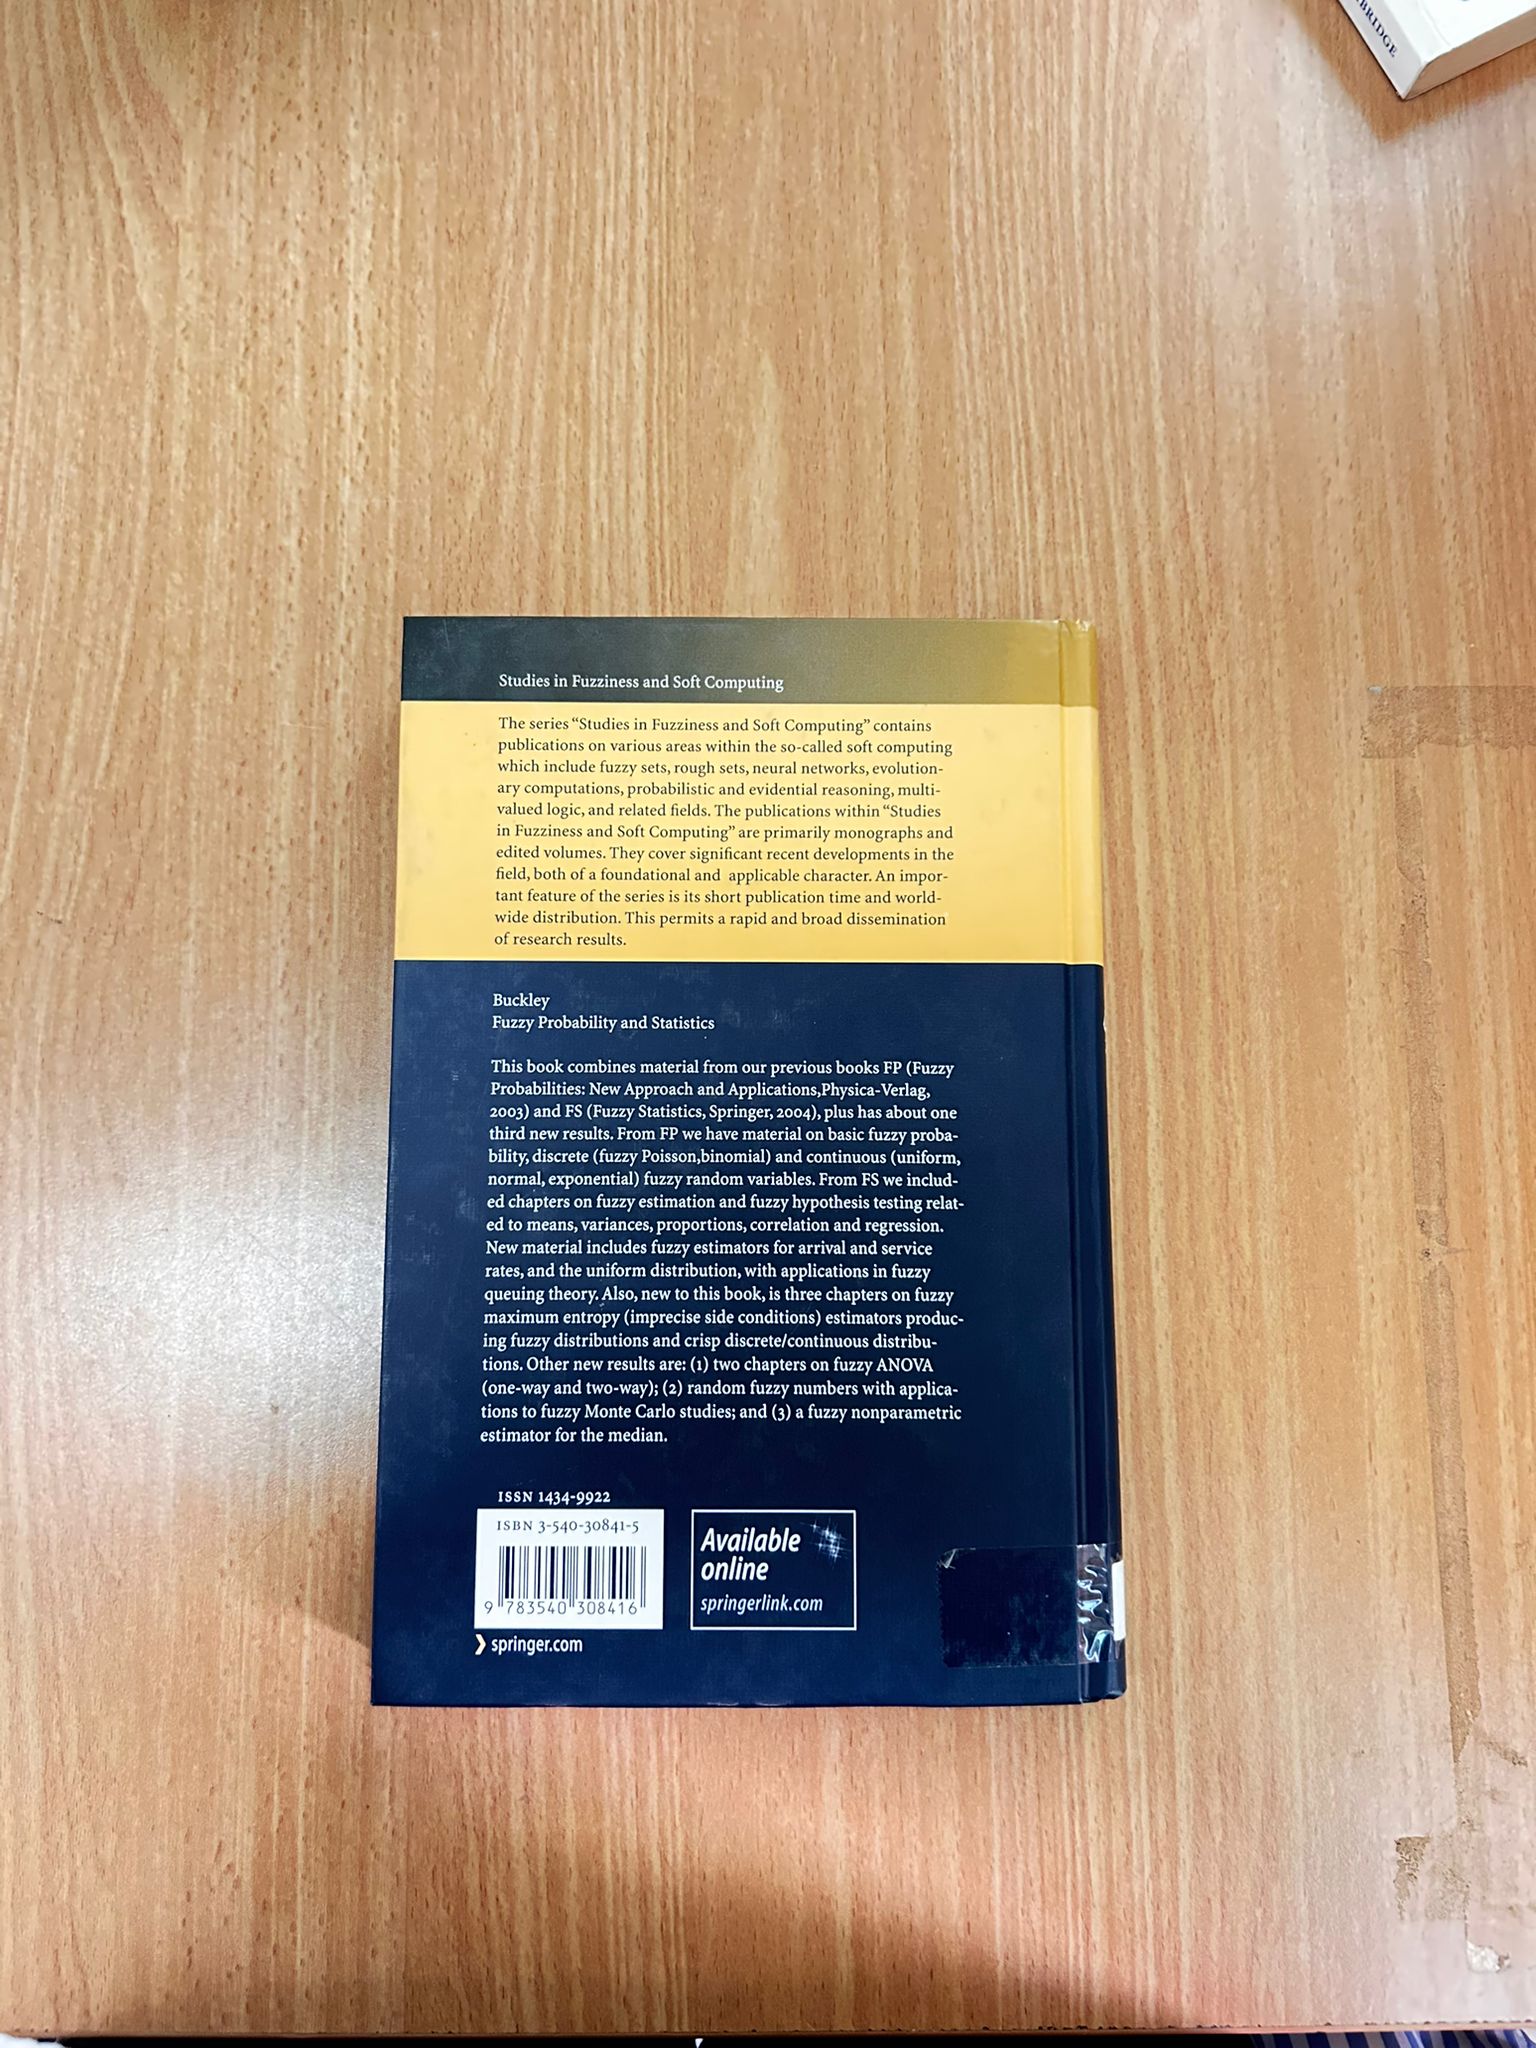 BRIDGE
Studies in Fuzziness and Soft Computing
The series “Studies in Fuzziness and Soft Computing” contains
publications on various areas within the so-called soft computing
which include fuzzy sets, rough sets, neural networks, evolution-
ary computations, probabilistic and evidential reasoning, multi-
valued logic, and related fields. The publications within “Studies
in Fuzziness and Soft Computing” are primarily monographs and
edited volumes. They cover significant recent developments in the
field, both of a foundational and applicable character. An impor-
tant feature of the series is its short publication time and world-
wide distribution. This permits a rapid and broad dissemination
of research results.
Buckley
Fuzzy Probability and Statistics
This book combines material from our previous books FP (Fuzzy
Probabilities: New Approach and Applications,Physica-Verlag,
2003) and FS (Fuzzy Statistics, Springer, 2004), plus has about one
third new results. From FP we have material on basic fuzzy proba-
bility, discrete (fuzzy Poisson,binomial) and continuous (uniform,
normal, exponential) fuzzy random variables. From FS we includ-
ed chapters on fuzzy estimation and fuzzy hypothesis testing relat-
ed to means, variances, proportions, correlation and regression.
New material includes fuzzy estimators for arrival and service
rates, and the uniform distribution, with applications in fuzzy
queuing theory. Also, new to this book, is three chapters on fuzzy
maximum entropy (imprecise side conditions) estimators produc-
ing fuzzy distributions and crisp discrete/continuous distribu-
tions. Other new results are: (1) two chapters on fuzzy ANOVA
(one-way and two-way); (2) random fuzzy numbers with applica-
tions to fuzzy Monte Carlo studies; and (3) a fuzzy nonparametric
estimator for the median.
ISSN 1434-9922
ISBN 3-540-30841-5
9 783540 308416
Available
online
springerlink.com
springer.com